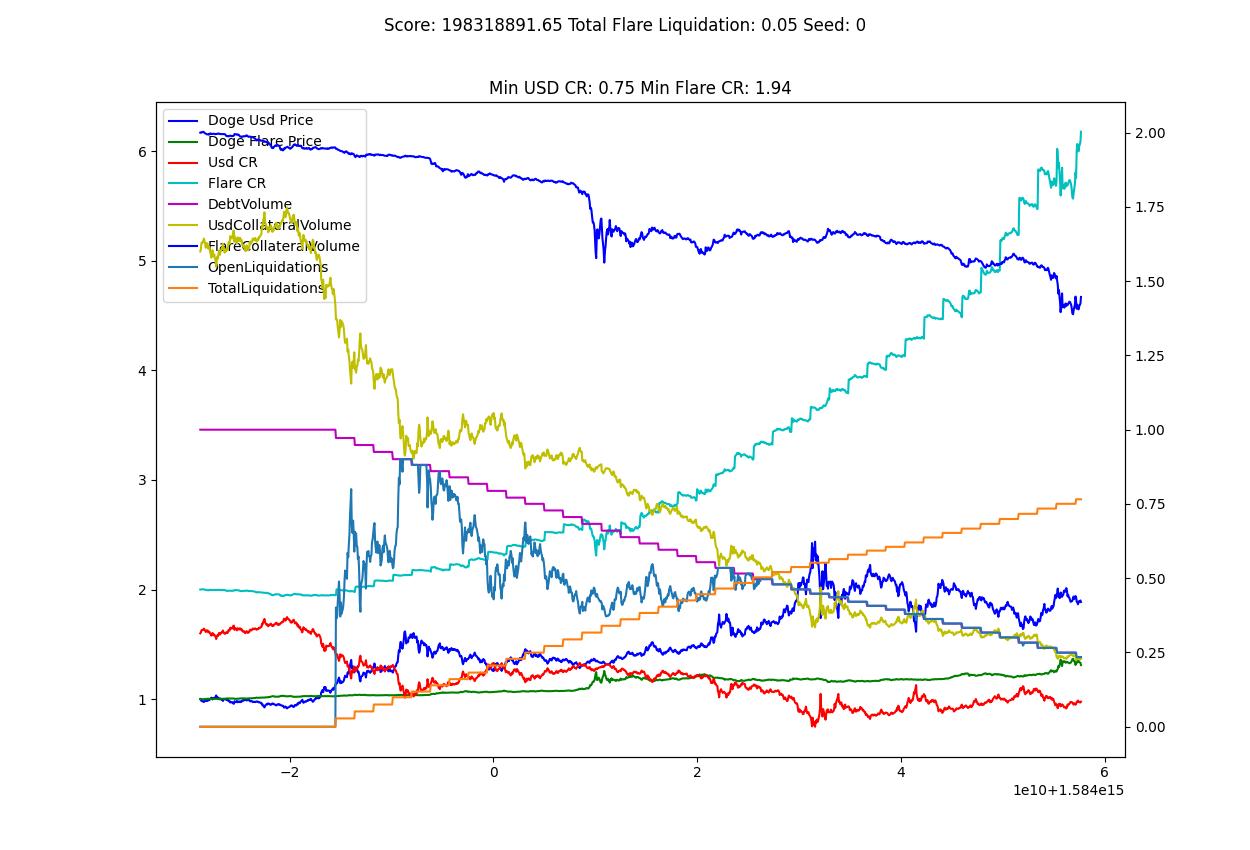 Score: 198318891.65 Total Flare Liquidation: 0.05 Seed: 0
Min USD CR: 0.75 Min Flare CR: 1.94
Doge Usd Price
Doge Flare Price
Usd CR
Flare CR
DebtVolume
UsdCollateralVolume
FlareCollateralVolume
OpenLiquidations
TotalLiquidations
6
5
4
3
2
1
2.00
1.75
1.50
1.25
1.00
0.75
0.50
0.25
0.00
−2
0
2
4
6
1e10+1.584e15